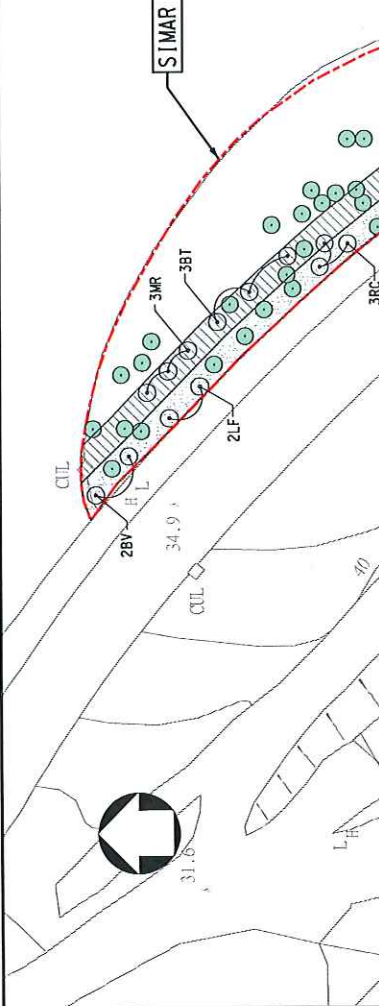 SIMAR
CUL
3MR
3BT
2BV
H L
2LF
34.9
3RC
CUL
40
31.6
L H